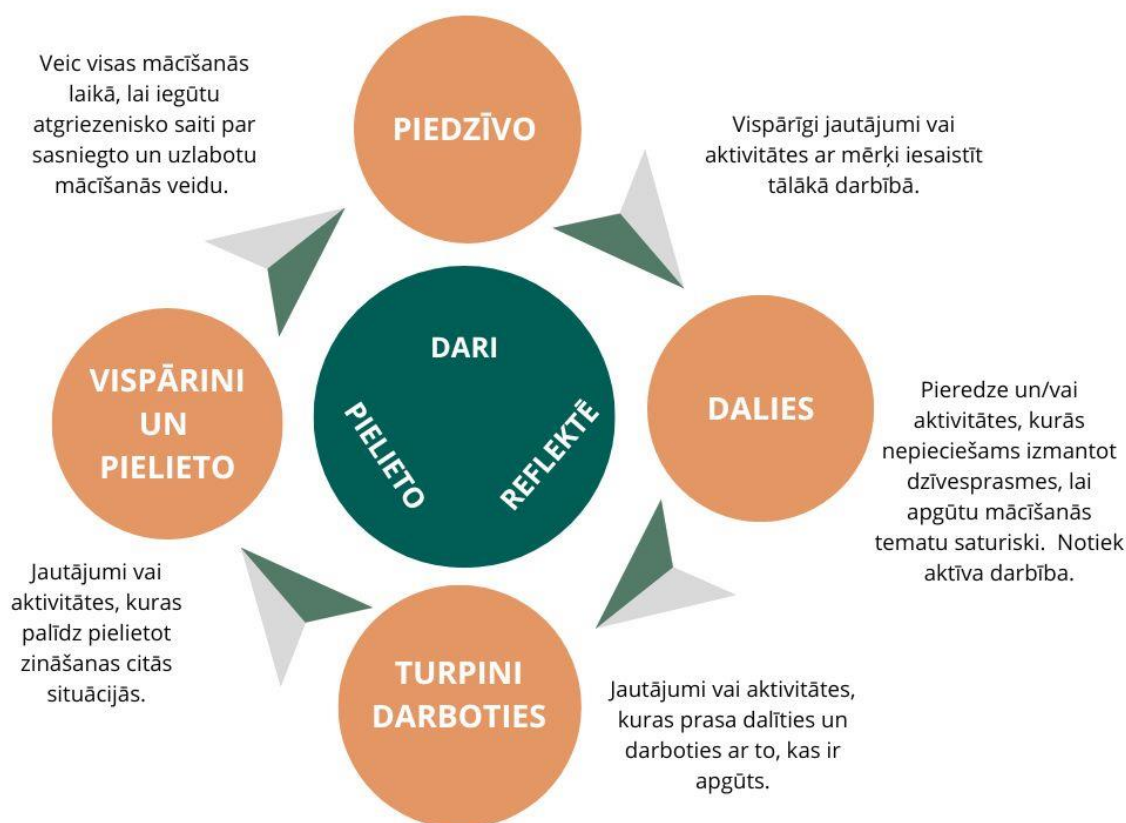 Veic visas mācīšanās
laikā, lai iegūtu
atgriezenisko saiti par
sasniegto un uzlabotu
mācīšanās veidu.
PIEDZĪVO
Vispārīgi jautājumi vai
aktivitātes ar mērķi iesaistīt
tālākā darbībā.
DARI
PIELIETO
REFLEKTĒ
VISPĀRINI
UN
PIELIETO
DALIES
Pieredze un/vai
aktivitātes, kurās
nepieciešams izmantot
dzīvesprasmes, lai
apgūtu mācīšanās
tematu saturiski. Notiek
aktīva darbība.
Jautājumi vai
aktivitātes, kuras
palīdz pielietot
zināšanas citās
situācijās.
TURPINI
DARBOTIES
Jautājumi vai aktivitātes,
kuras prasa dalīties un
darboties ar to, kas ir
apgūts.